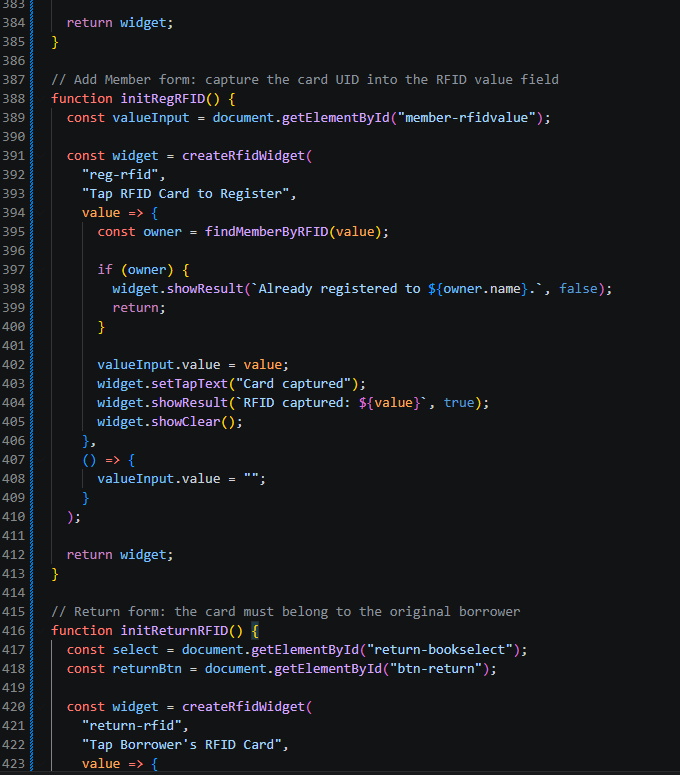 383
384 return widget;
385 }
386
387 // Add Member form: capture the card UID into the RFID value field
388 function initRegRFID() {
389 const valueInput = document.getElementById("member-rfidvalue");
390
391 const widget = createRfidWidget(
392 "reg-rfid",
393 "Tap RFID Card to Register",
394 value => {
395 const owner = findMemberByRFID(value);
396
397 if (owner) {
398 widget.showResult(`Already registered to ${owner.name}.`, false);
399 return;
400 }
401
402 valueInput.value = value;
403 widget.setTapText("Card captured");
404 widget.showResult(`RFID captured: ${value}`, true);
405 widget.showClear();
406 },
407 () => {
408 valueInput.value = "";
409 }
410 );
411
412 return widget;
413 }
414
415 // Return form: the card must belong to the original borrower
416 function initReturnRFID() {
417 const select = document.getElementById("return-bookselect");
418 const returnBtn = document.getElementById("btn-return");
419
420 const widget = createRfidWidget(
421 "return-rfid",
422 "Tap Borrower's RFID Card",
423 value => {